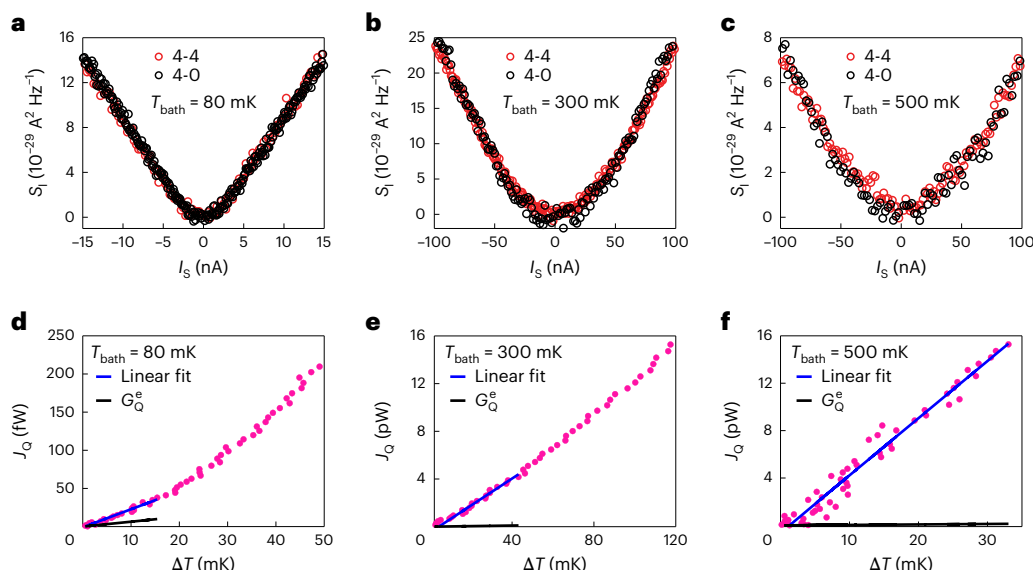 a
16
12
8
4
0
4-4
4-0
T_bath = 80 mK
S_I (10⁻²⁹ A² Hz⁻¹)
−15 −10 −5 0 5 10 15
I_S (nA)
b
25
20
15
10
5
0
4-4
4-0
T_bath = 300 mK
S_I (10⁻²⁹ A² Hz⁻¹)
−100 −50 0 50 100
I_S (nA)
c
8
6
4
2
0
4-4
4-0
T_bath = 500 mK
S_I (10⁻²⁹ A² Hz⁻¹)
−100 −50 0 50 100
I_S (nA)
d
250
200
150
100
50
T_bath = 80 mK
Linear fit
G_Q^e
J_Q (fW)
0 10 20 30 40 50
ΔT (mK)
e
16
12
8
4
T_bath = 300 mK
Linear fit
G_Q^e
J_Q (pW)
0 40 80 120
ΔT (mK)
f
16
12
8
4
T_bath = 500 mK
Linear fit
G_Q^e
J_Q (pW)
0 10 20 30
ΔT (mK)